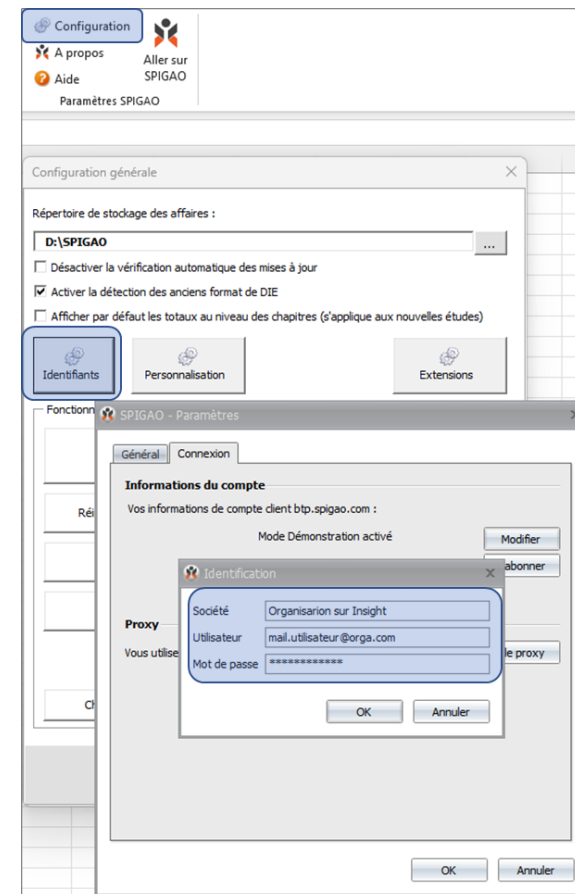 Configuration
A propos
Aide
Aller sur
SPIGAO
Paramètres SPIGAO
Configuration générale
Répertoire de stockage des affaires :
D:\SPIGAO
...
Désactiver la vérification automatique des mises à jour
Activer la détection des anciens format de DIE
Afficher par défaut les totaux au niveau des chapitres (s'applique aux nouvelles études)
Identifiants
Personnalisation
Extensions
Fonctionn
SPIGAO - Paramètres
Général
Connexion
Informations du compte
Vos informations de compte client btp.spigao.com :
Mode Démonstration activé
Modifier
abonner
Réi
Identification
Société
Organisarion sur Insight
Utilisateur
mail.utilisateur@orga.com
Mot de passe
************
OK
Annuler
Proxy
Vous utilise
le proxy
Ch
OK
Annuler